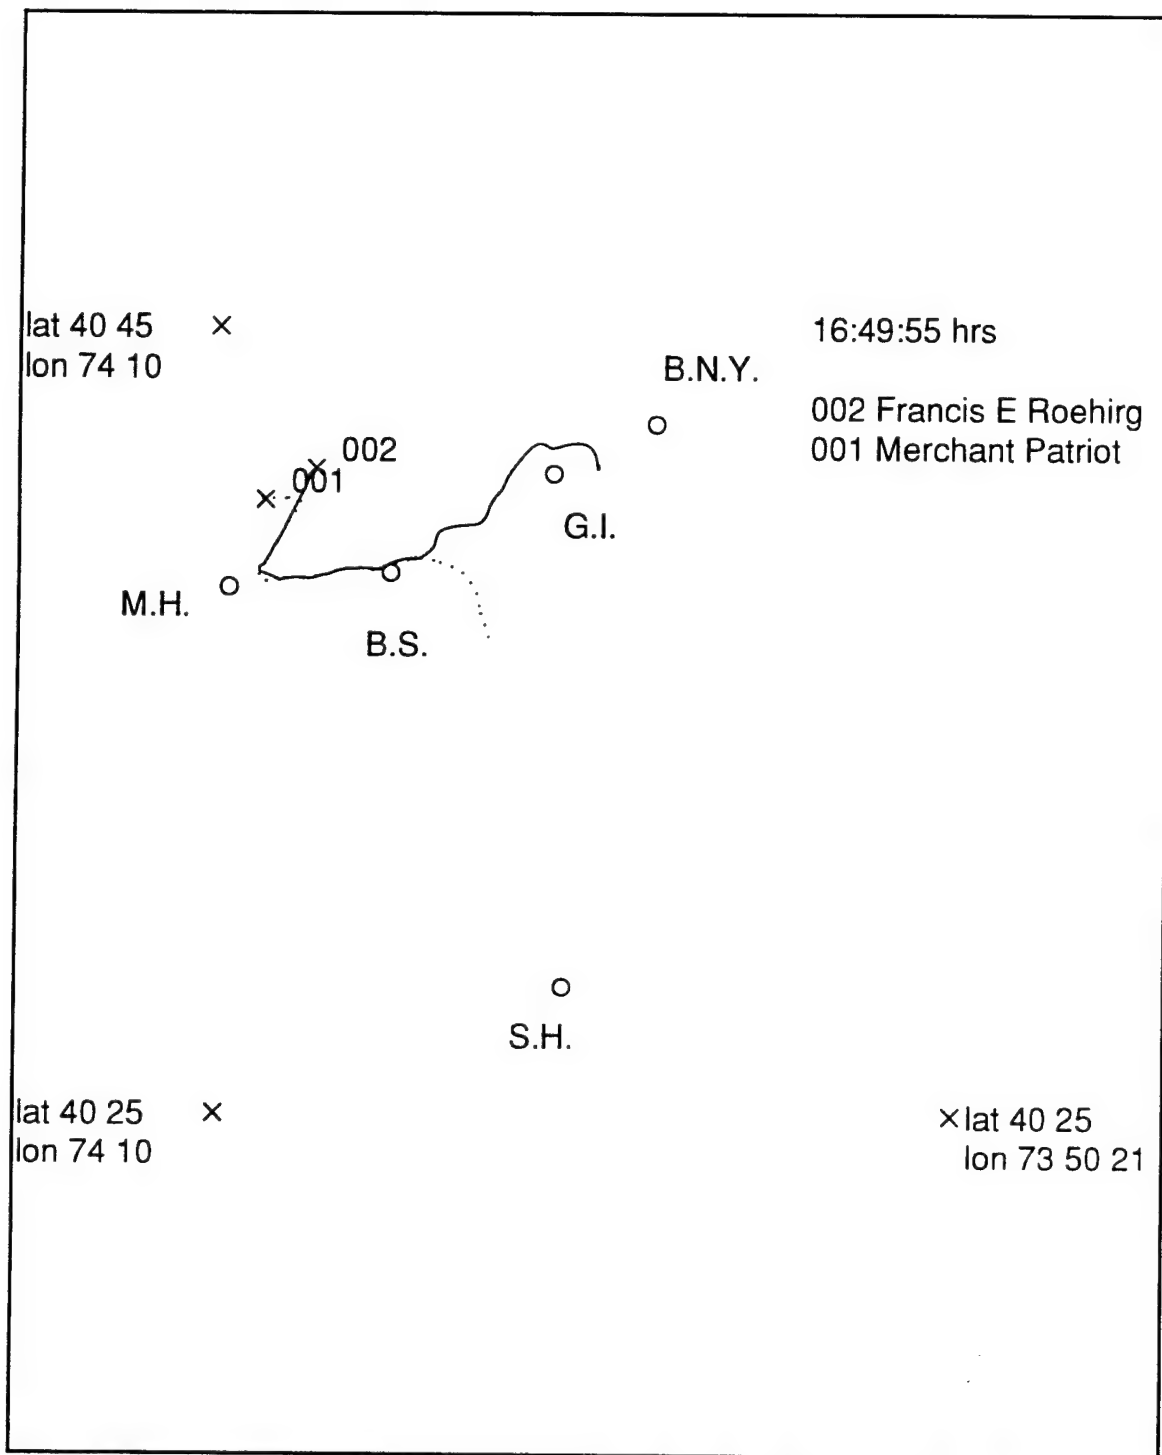 lat 40 45
lon 74 10
16:49:55 hrs
B.N.Y.
002 Francis E Roehirg
001 Merchant Patriot
002
001
G.I.
M.H.
B.S.
S.H.
lat 40 25
lon 74 10
lat 40 25
lon 73 50 21